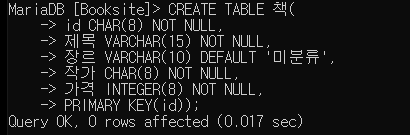 MariaDB [Booksite]> CREATE TABLE 책(
-> id CHAR(8) NOT NULL,
-> 제목 VARCHAR(15) NOT NULL,
-> 장르 VARCHAR(10) DEFAULT '미분류',
-> 작가 CHAR(8) NOT NULL,
-> 가격 INTEGER(8) NOT NULL,
-> PRIMARY KEY(id));
Query OK, 0 rows affected (0.017 sec)